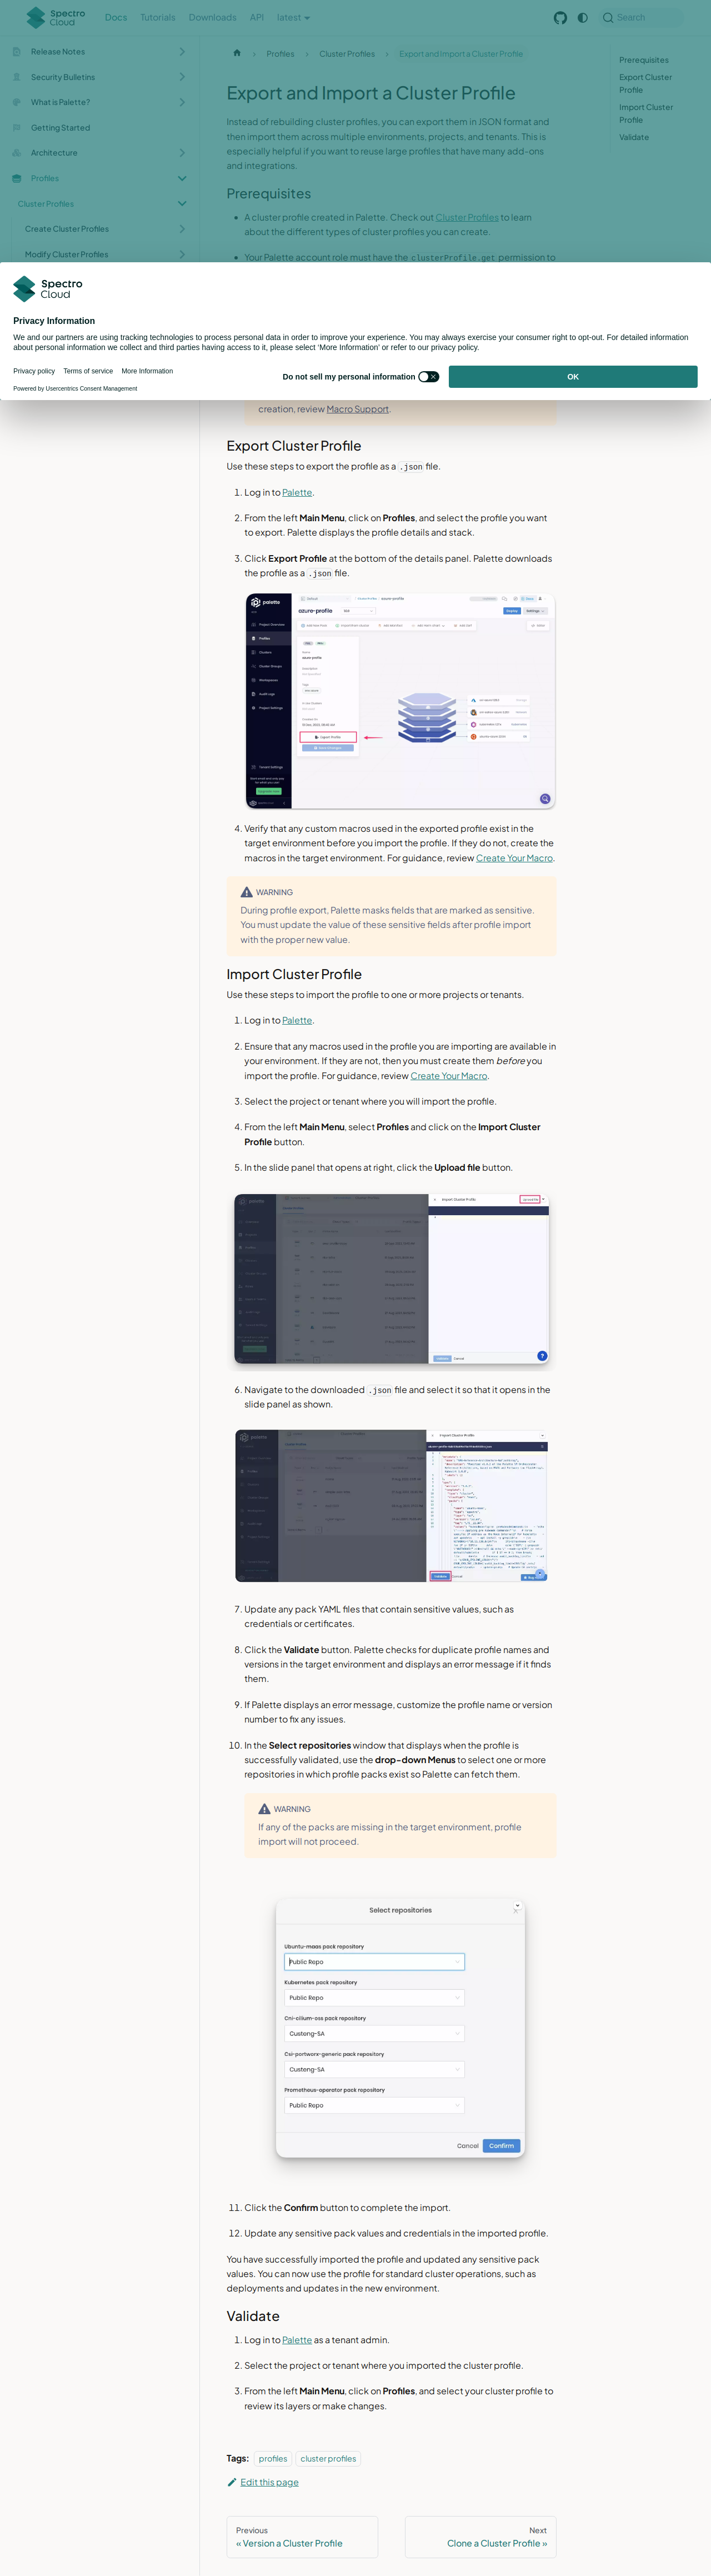 Spectro Cloud
Docs
Tutorials
Downloads
API
latest
Search
Release Notes
Security Bulletins
What is Palette?
Getting Started
Architecture
Profiles
Cluster Profiles
Create Cluster Profiles
Modify Cluster Profiles
Profiles
Cluster Profiles
Export and Import a Cluster Profile
Prerequisites
Export Cluster
Profile
Import Cluster
Profile
Validate
Export and Import a Cluster Profile
Instead of rebuilding cluster profiles, you can export them in JSON format and
then import them across multiple environments, projects, and tenants. This is
especially helpful if you want to reuse large profiles that have many add-ons
and integrations.
Prerequisites
A cluster profile created in Palette. Check out Cluster Profiles to learn
about the different types of cluster profiles you can create.
Your Palette account role must have the clusterProfile.get permission to
Spectro Cloud
Privacy Information
We and our partners are using tracking technologies to process personal data in order to improve your experience. You may always exercise your consumer right to opt-out. For detailed information
about personal information we collect and third parties having access to it, please select 'More Information' or refer to our privacy policy.
Privacy policy
Terms of service
More Information
Do not sell my personal information
OK
Powered by Usercentrics Consent Management
creation, review Macro Support.
Export Cluster Profile
Use these steps to export the profile as a .json file.
1. Log in to Palette.
2. From the left Main Menu, click on Profiles, and select the profile you want
to export. Palette displays the profile details and stack.
3. Click Export Profile at the bottom of the details panel. Palette downloads
the profile as a .json file.
palette
azure-profile
Project Overview
Profiles
Clusters
Cluster Groups
Workspaces
Audit Logs
Project Settings
Tenant Settings
Deploy
Settings
Export Profile
4. Verify that any custom macros used in the exported profile exist in the
target environment before you import the profile. If they do not, create the
macros in the target environment. For guidance, review Create Your Macro.
WARNING
During profile export, Palette masks fields that are marked as sensitive.
You must update the value of these sensitive fields after profile import
with the proper new value.
Import Cluster Profile
Use these steps to import the profile to one or more projects or tenants.
1. Log in to Palette.
2. Ensure that any macros used in the profile you are importing are available in
your environment. If they are not, then you must create them before you
import the profile. For guidance, review Create Your Macro.
3. Select the project or tenant where you will import the profile.
4. From the left Main Menu, select Profiles and click on the Import Cluster
Profile button.
5. In the slide panel that opens at right, click the Upload file button.
palette
Import Cluster Profile
Upload file
Validate
Cancel
6. Navigate to the downloaded .json file and select it so that it opens in the
slide panel as shown.
palette
Import Cluster Profile
7. Update any pack YAML files that contain sensitive values, such as
credentials or certificates.
8. Click the Validate button. Palette checks for duplicate profile names and
versions in the target environment and displays an error message if it finds
them.
9. If Palette displays an error message, customize the profile name or version
number to fix any issues.
10. In the Select repositories window that displays when the profile is
successfully validated, use the drop-down Menus to select one or more
repositories in which profile packs exist so Palette can fetch them.
WARNING
If any of the packs are missing in the target environment, profile
import will not proceed.
Select repositories
Ubuntu-maas pack repository
Public Repo
Kubernetes pack repository
Public Repo
Cni-cilium-oss pack repository
Custeng-SA
Csi-portworx-generic pack repository
Custeng-SA
Prometheus-operator pack repository
Public Repo
Cancel
Confirm
11. Click the Confirm button to complete the import.
12. Update any sensitive pack values and credentials in the imported profile.
You have successfully imported the profile and updated any sensitive pack
values. You can now use the profile for standard cluster operations, such as
deployments and updates in the new environment.
Validate
1. Log in to Palette as a tenant admin.
2. Select the project or tenant where you imported the cluster profile.
3. From the left Main Menu, click on Profiles, and select your cluster profile to
review its layers or make changes.
Tags:
profiles
cluster profiles
Edit this page
Previous
« Version a Cluster Profile
Next
Clone a Cluster Profile »